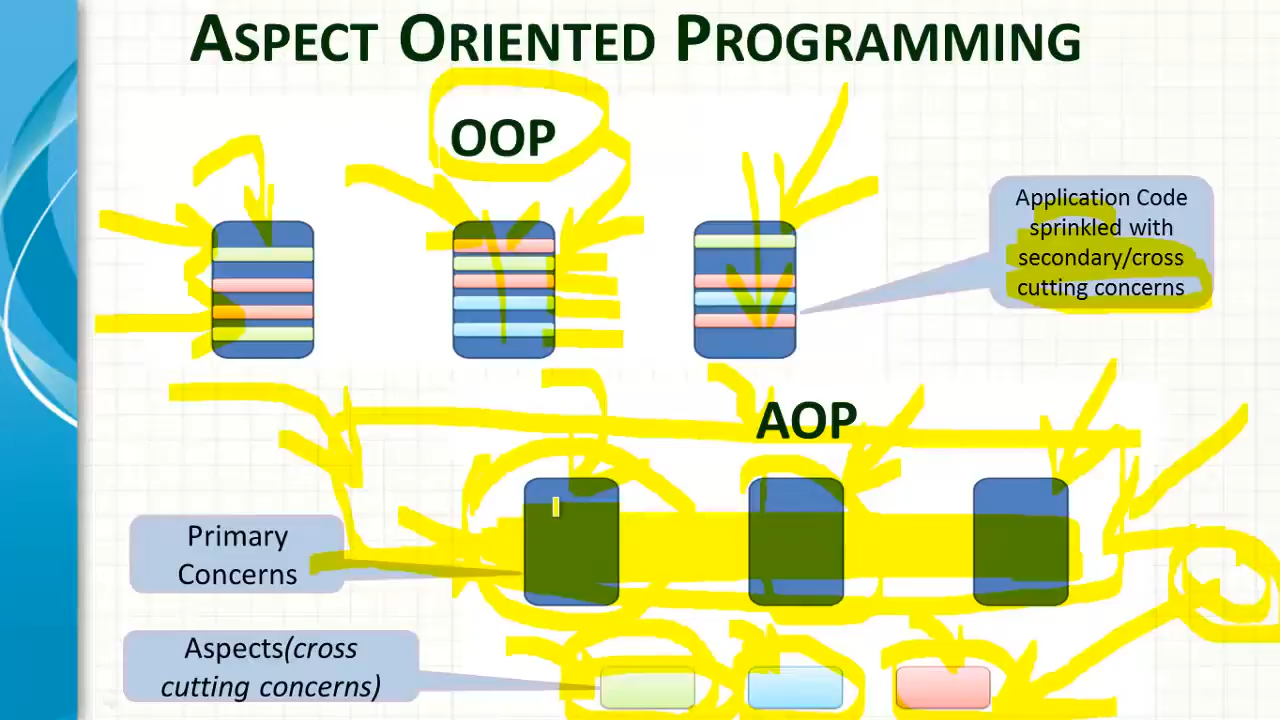 ASPECT ORIENTED PROGRAMMING
OOP
Application Code
sprinkled with
secondary/cross
cutting concerns
AOP
Primary
Concerns
Aspects(cross
cutting concerns)